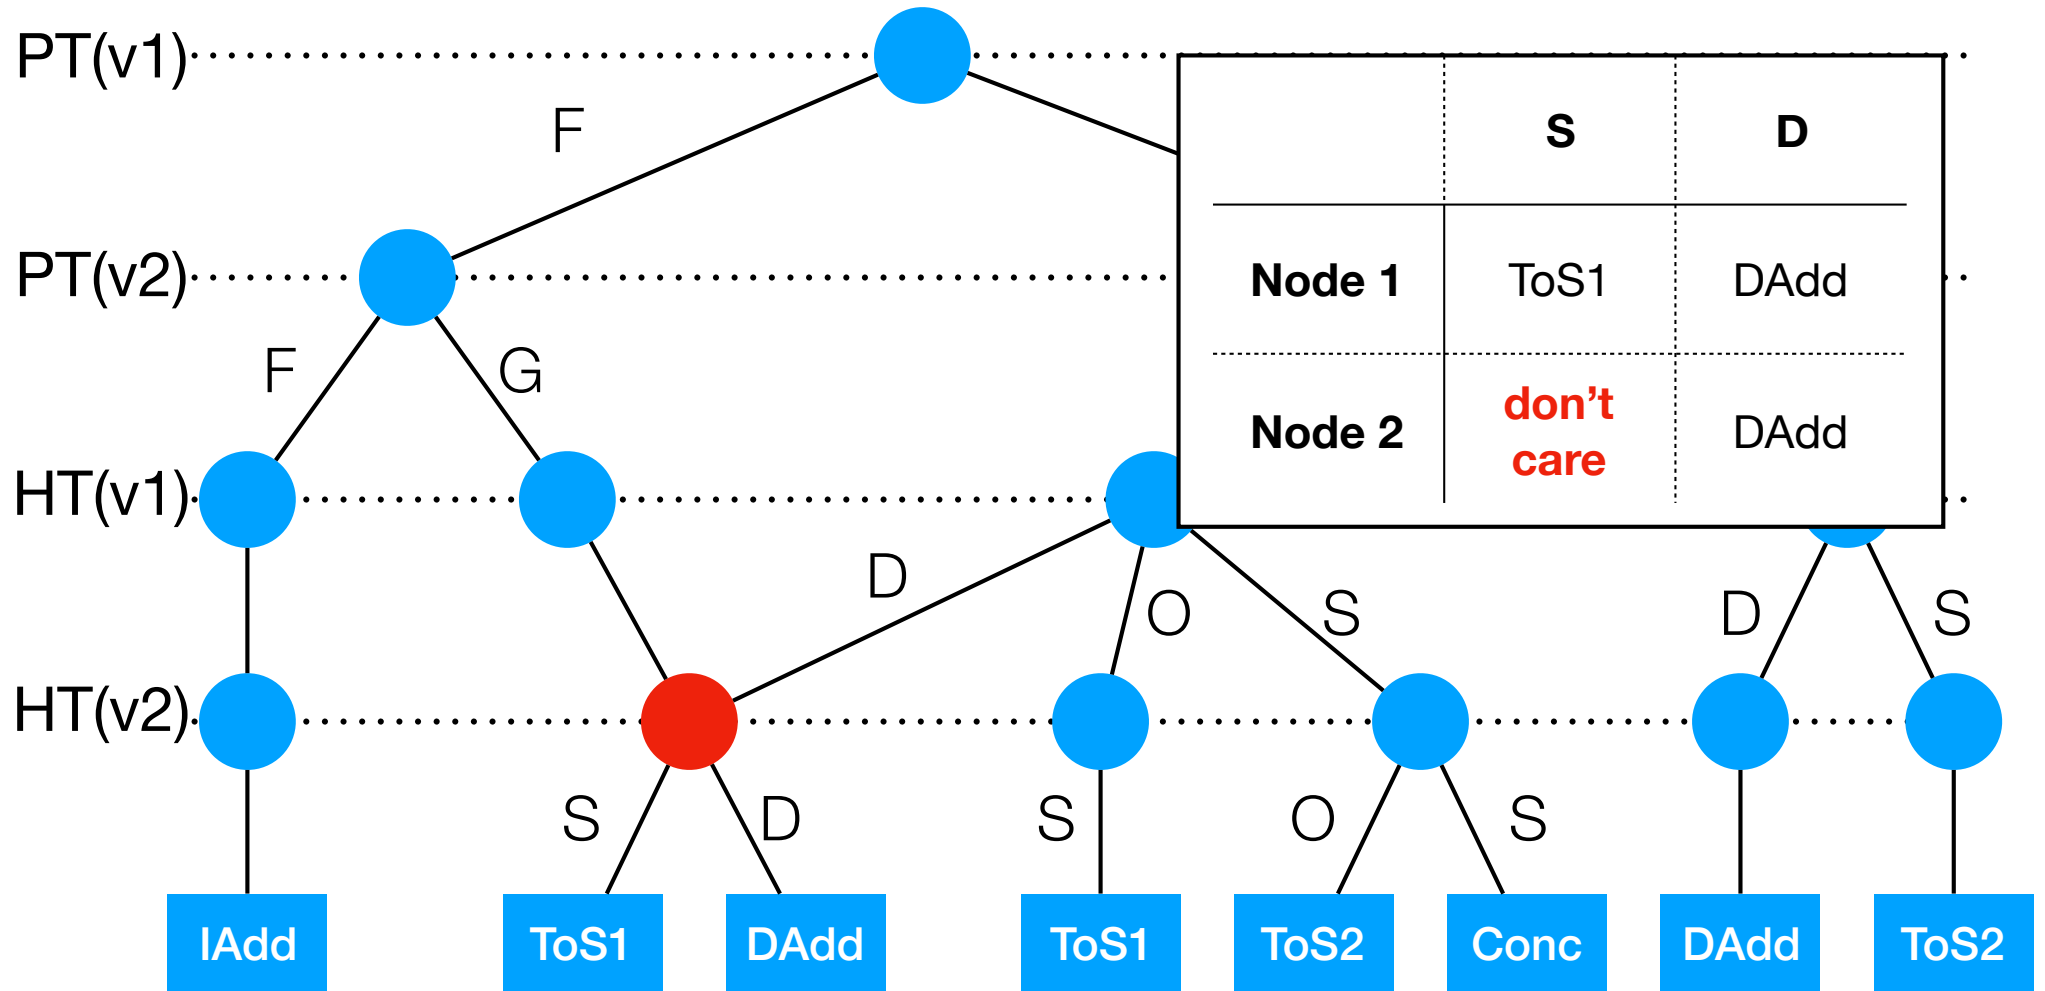 PT(v1)
F
S D
PT(v2)
Node 1 ToS1 DAdd
F G
don't care
Node 2 DAdd
HT(v1)
D O S D S
HT(v2)
S D S O S
IAdd ToS1 DAdd ToS1 ToS2 Conc DAdd ToS2